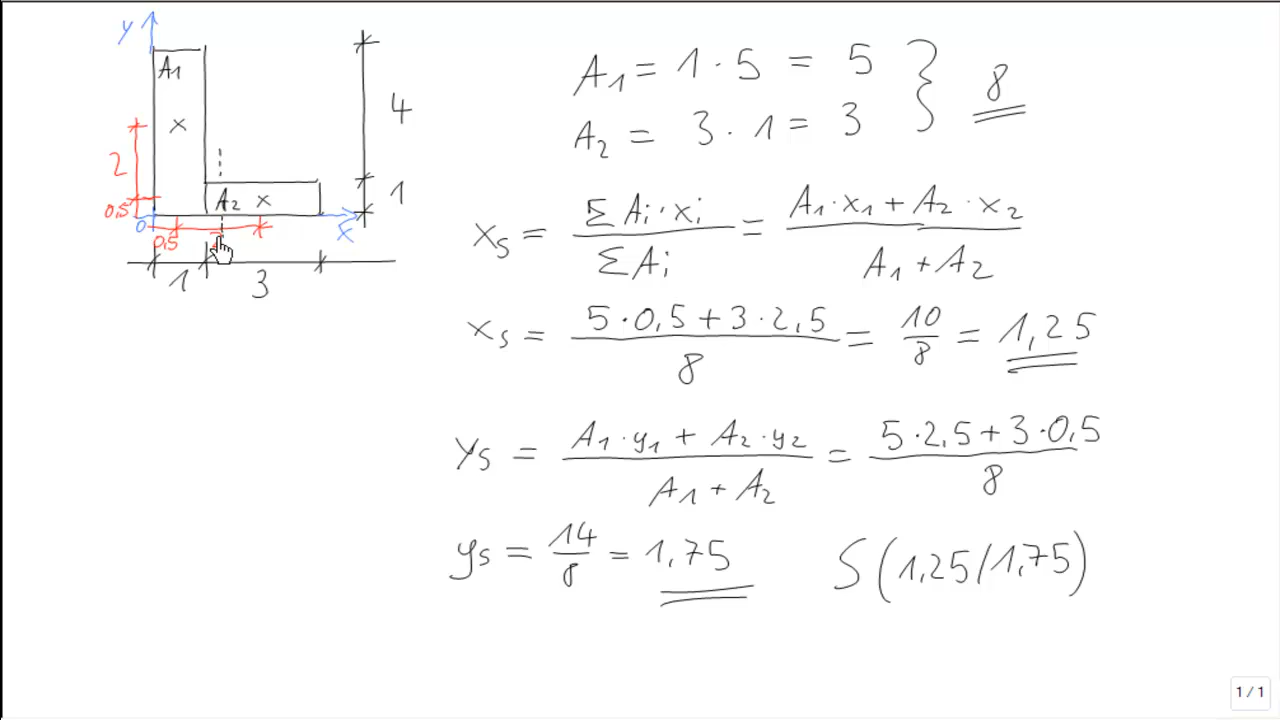 y
A1
4
2
A2
1
0,5
0
x
0,5
1
3
A1 = 1 · 5 = 5
A2 = 3 · 1 = 3
8
xs = ΣAi·xi / ΣAi = A1·x1 + A2·x2 / A1 + A2
xs = 5·0,5 + 3·2,5 / 8 = 10/8 = 1,25
ys = A1·y1 + A2·y2 / A1 + A2 = 5·2,5 + 3·0,5 / 8
ys = 14/8 = 1,75
S (1,25/1,75)
1 / 1